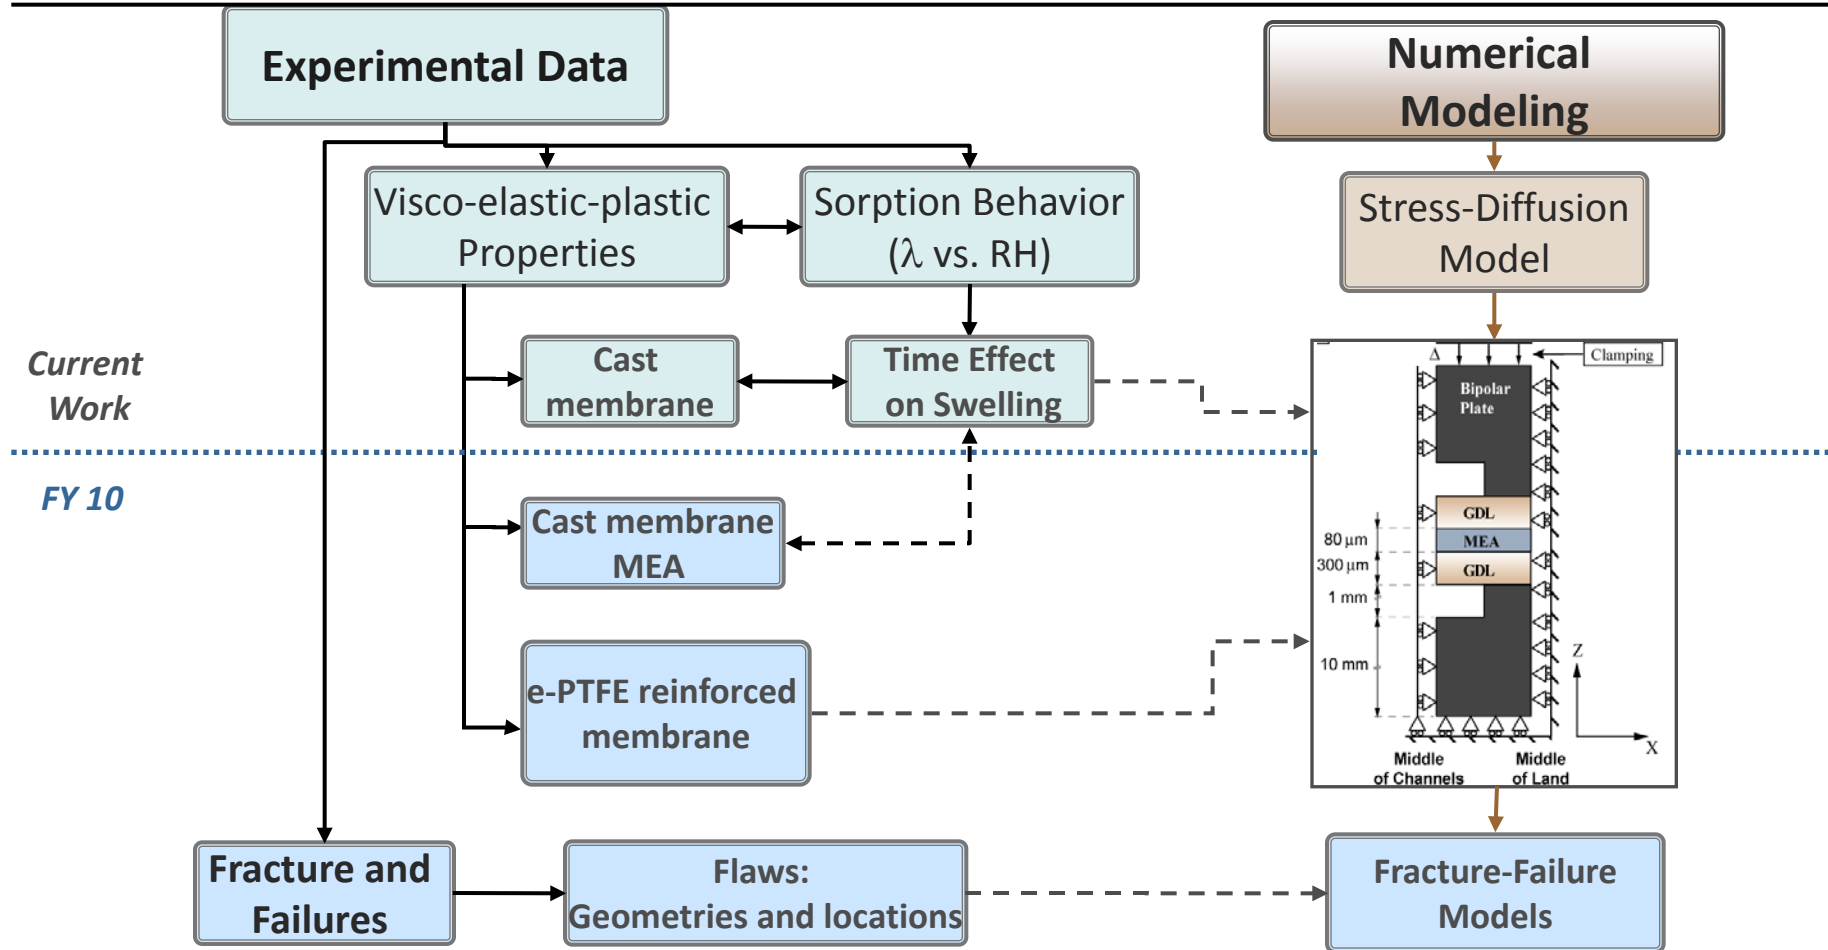 Experimental Data
Numerical
Modeling
Visco-elastic-plastic
Properties
Sorption Behavior
(λ vs. RH)
Stress-Diffusion
Model
Current
Work
Cast
membrane
Time Effect
on Swelling
FY 10
Cast membrane
MEA
e-PTFE reinforced
membrane
Δ
Clamping
Bipolar
Plate
GDL
80 μm
MEA
300 μm
GDL
1 mm
10 mm
Z
X
Middle
of Channels
Middle
of Land
Fracture and
Failures
Flaws:
Geometries and locations
Fracture-Failure
Models